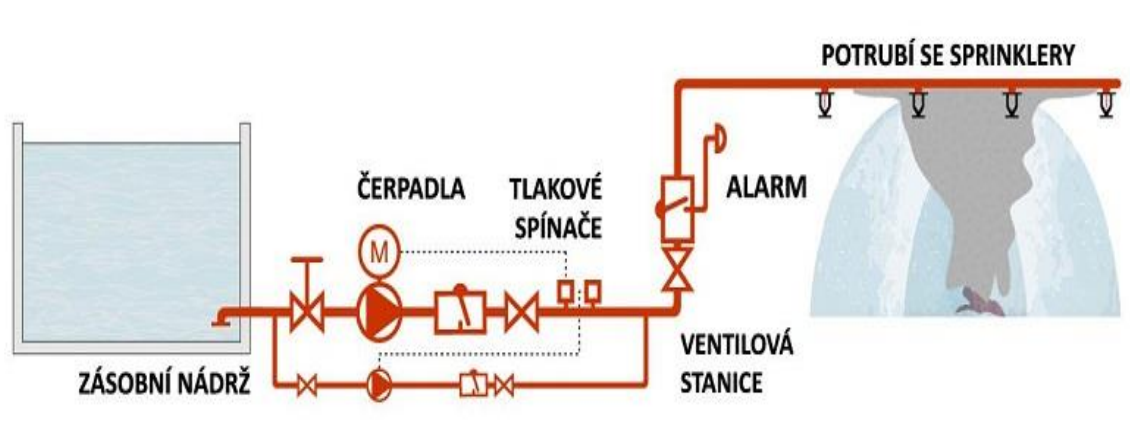 POTRUBÍ SE SPRINKLERY
ČERPADLA
TLAKOVÉ
SPÍNAČE
ALARM
M
VENTILOVÁ
STANICE
ZÁSOBNÍ NÁDRŽ